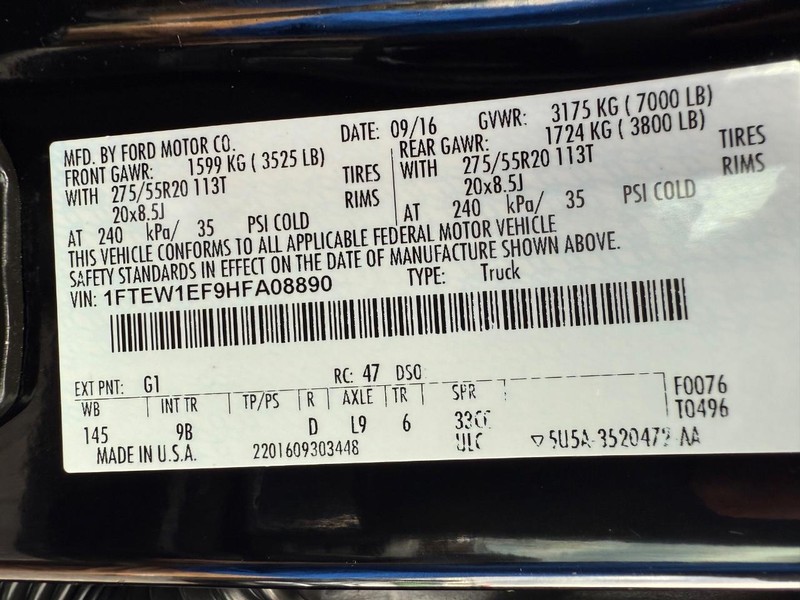 MFD. BY FORD MOTOR CO.
DATE: 09/16 GVWR: 3175 KG ( 7000 LB)
FRONT GAWR: 1599 KG ( 3525 LB)
WITH 275/55R20 113T TIRES
20x8.5J RIMS
AT 240 kPa/ 35 PSI COLD
REAR GAWR: 1724 KG ( 3800 LB)
WITH 275/55R20 113T TIRES
20x8.5J RIMS
AT 240 kPa/ 35 PSI COLD
THIS VEHICLE CONFORMS TO ALL APPLICABLE FEDERAL MOTOR VEHICLE
SAFETY STANDARDS IN EFFECT ON THE DATE OF MANUFACTURE SHOWN ABOVE.
VIN: 1FTEW1EF9HFA08890 TYPE: Truck
EXT PNT: G1 RC: 47 DSO
F0076
WB INT TR TP/PS R AXLE TR SPR
T0496
145 9B D L9 6
MADE IN U.S.A. 2201609303448